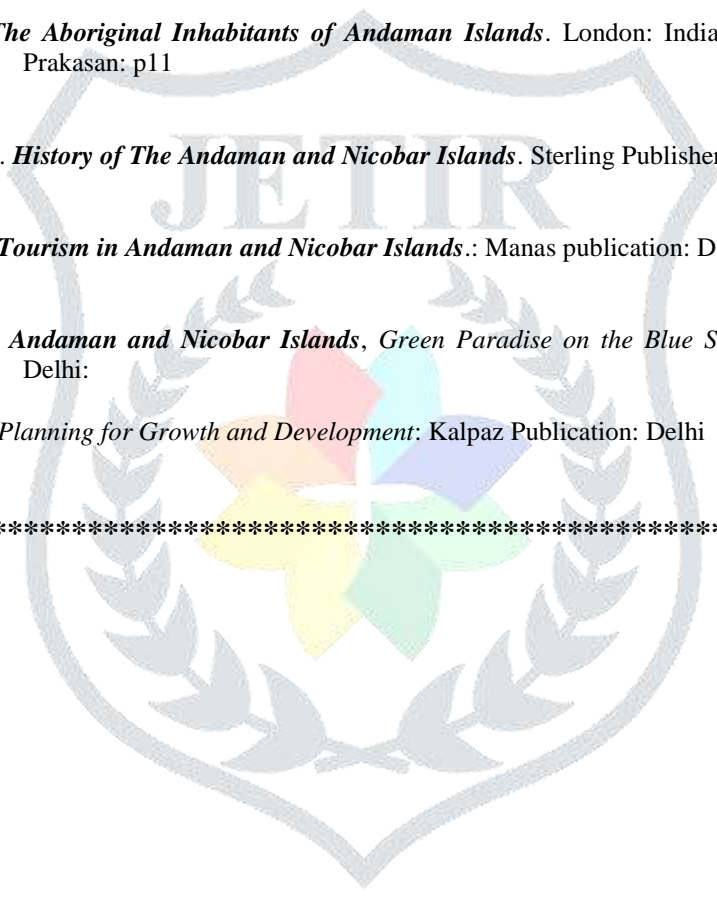 The Aboriginal Inhabitants of Andaman Islands. London: India
Prakasan: p11
JETIR
. History of The Andaman and Nicobar Islands. Sterling Publisher
Tourism in Andaman and Nicobar Islands.: Manas publication: D
Andaman and Nicobar Islands, Green Paradise on the Blue S
Delhi:
Planning for Growth and Development: Kalpaz Publication: Delhi
**********************************************